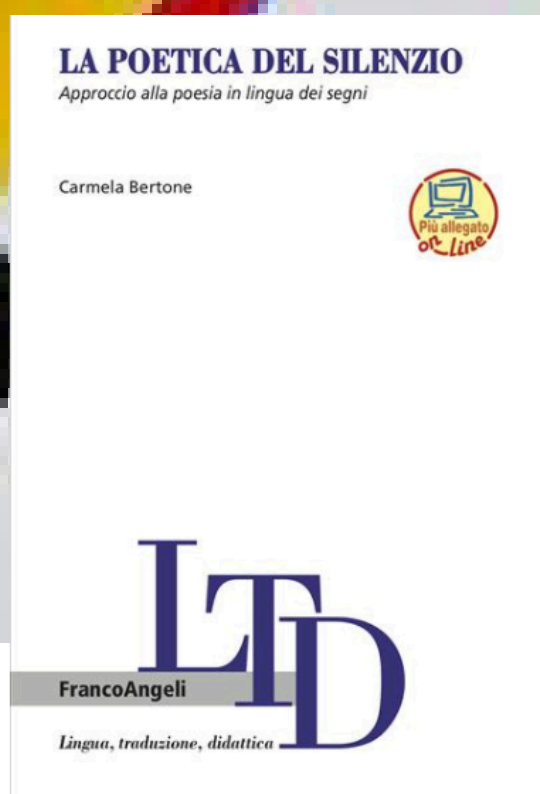 LA POETICA DEL SILENZIO
Approccio alla poesia in lingua dei segni
Carmela Bertone
Più allegato
on line
LTD
FrancoAngeli
Lingua, traduzione, didattica